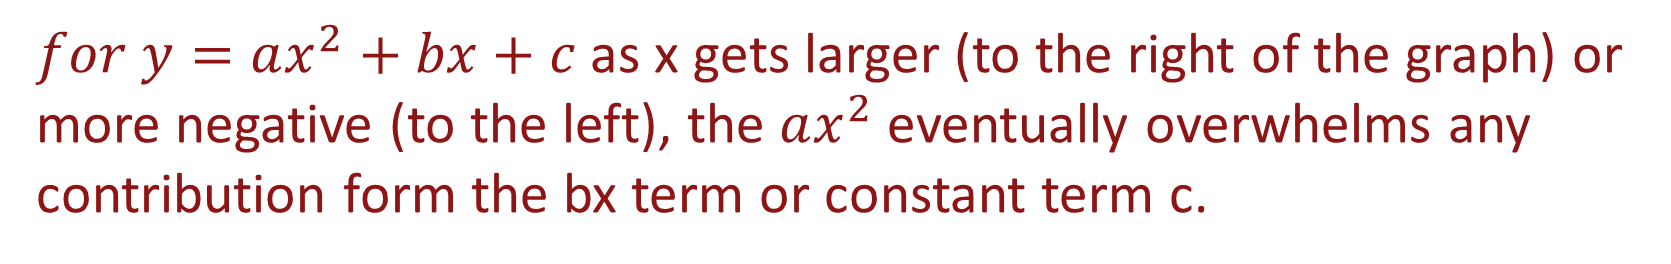 for y = ax² + bx + c as x gets larger (to the right of the graph) or
more negative (to the left), the ax² eventually overwhelms any
contribution form the bx term or constant term c.